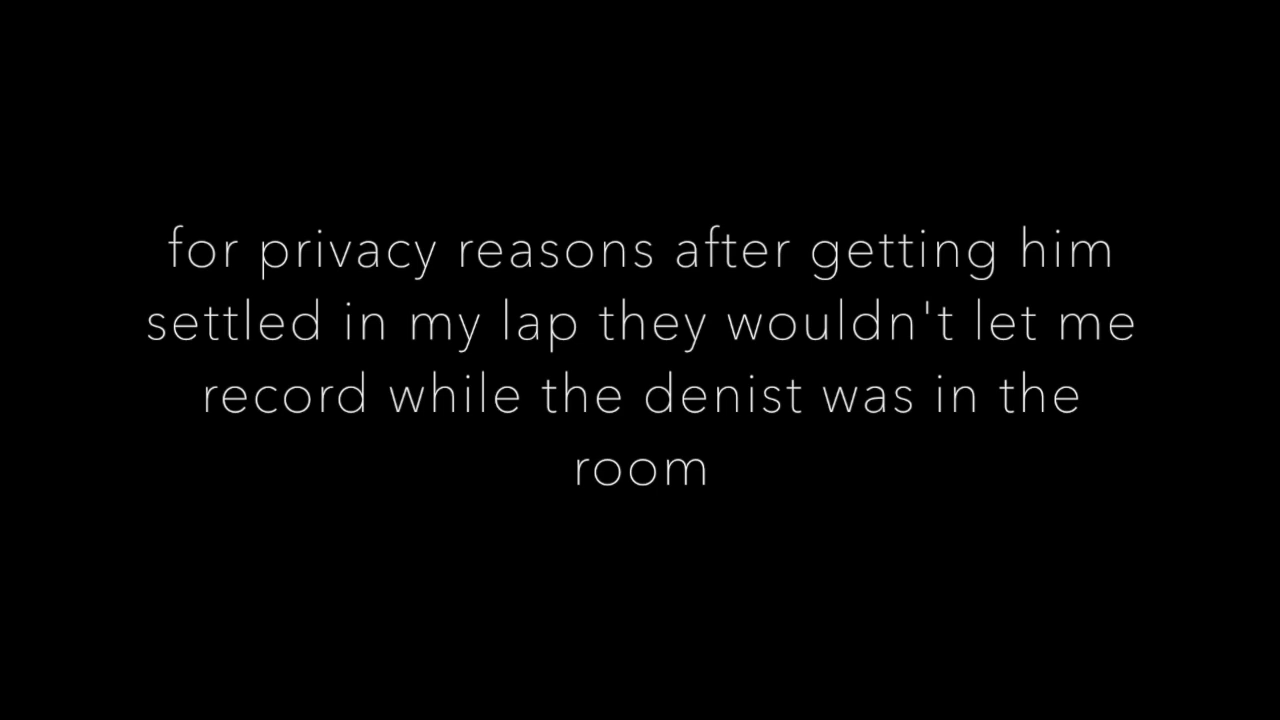 for privacy reasons after getting him
settled in my lap they wouldn't let me
record while the denist was in the
room